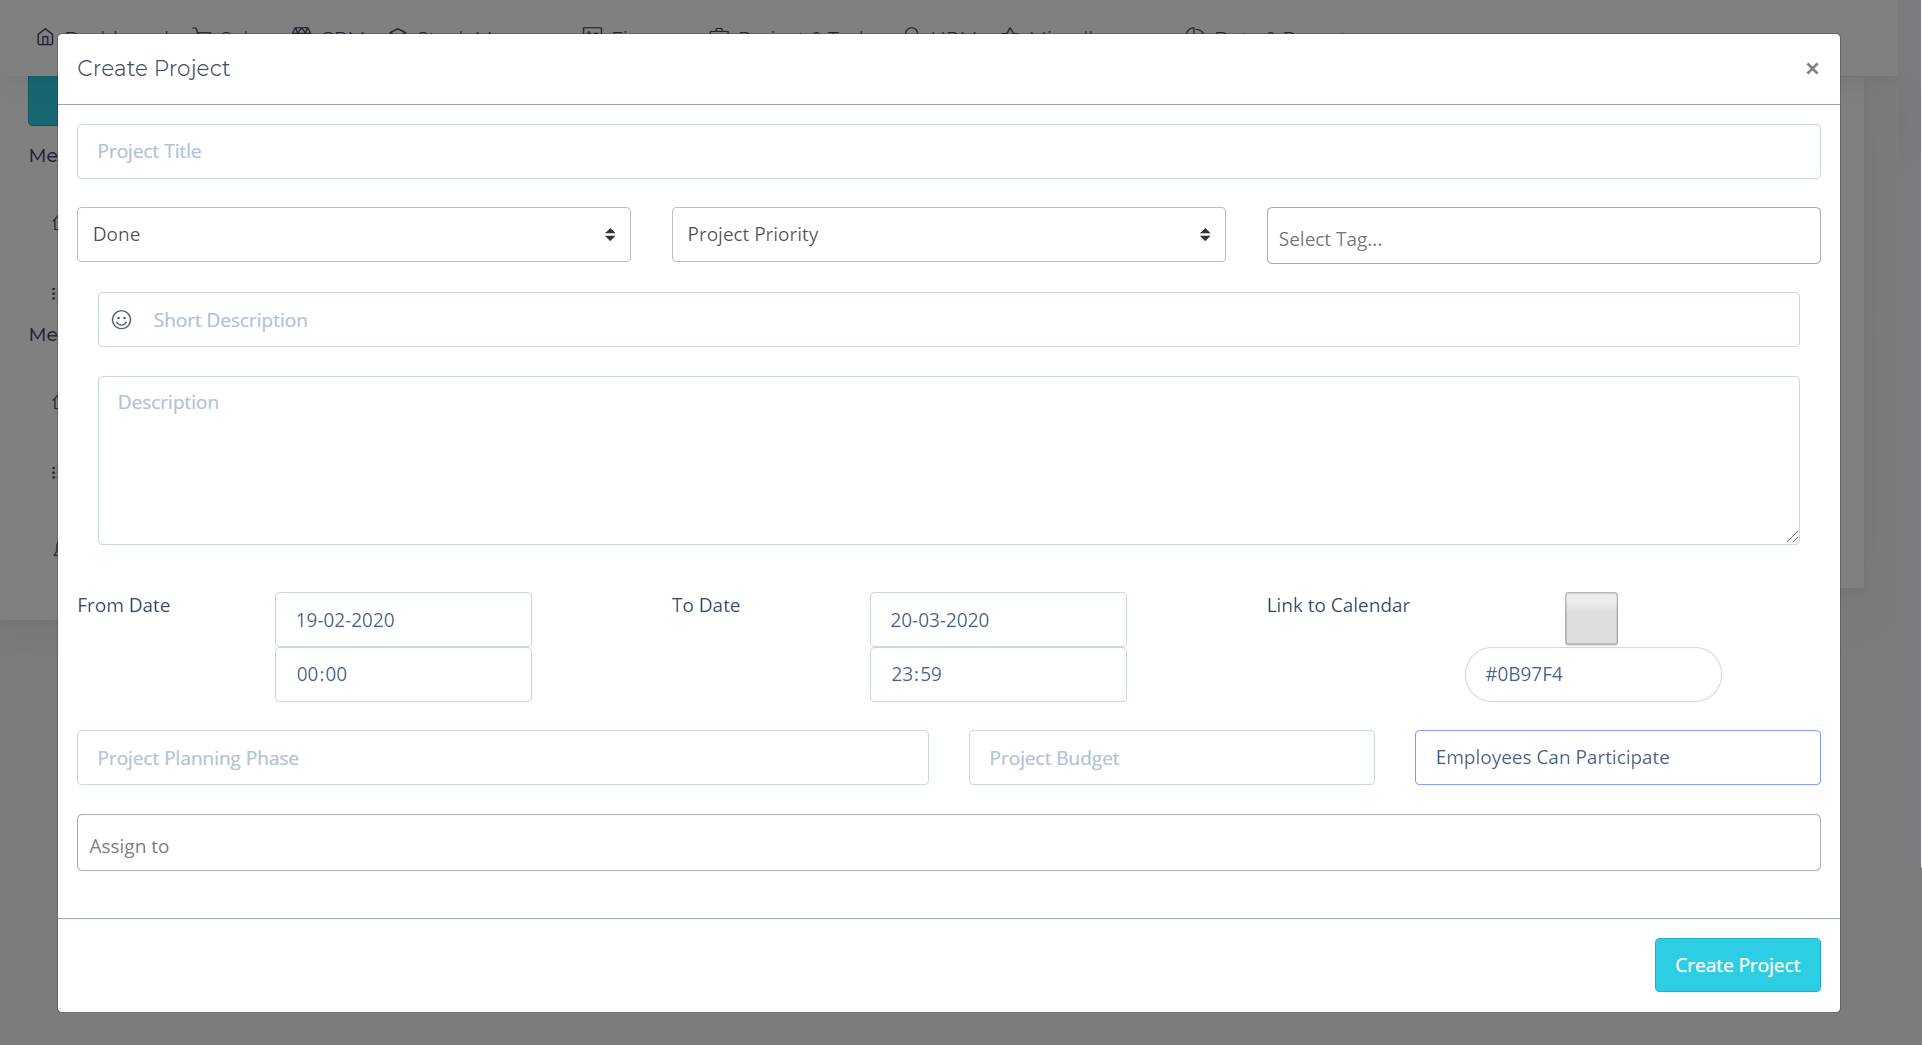 Create Project
×
Project Title
Done
Project Priority
Select Tag...
Short Description
Description
From Date
19-02-2020
To Date
20-03-2020
Link to Calendar
00:00
23:59
#0B97F4
Project Planning Phase
Project Budget
Employees Can Participate
Assign to
Create Project